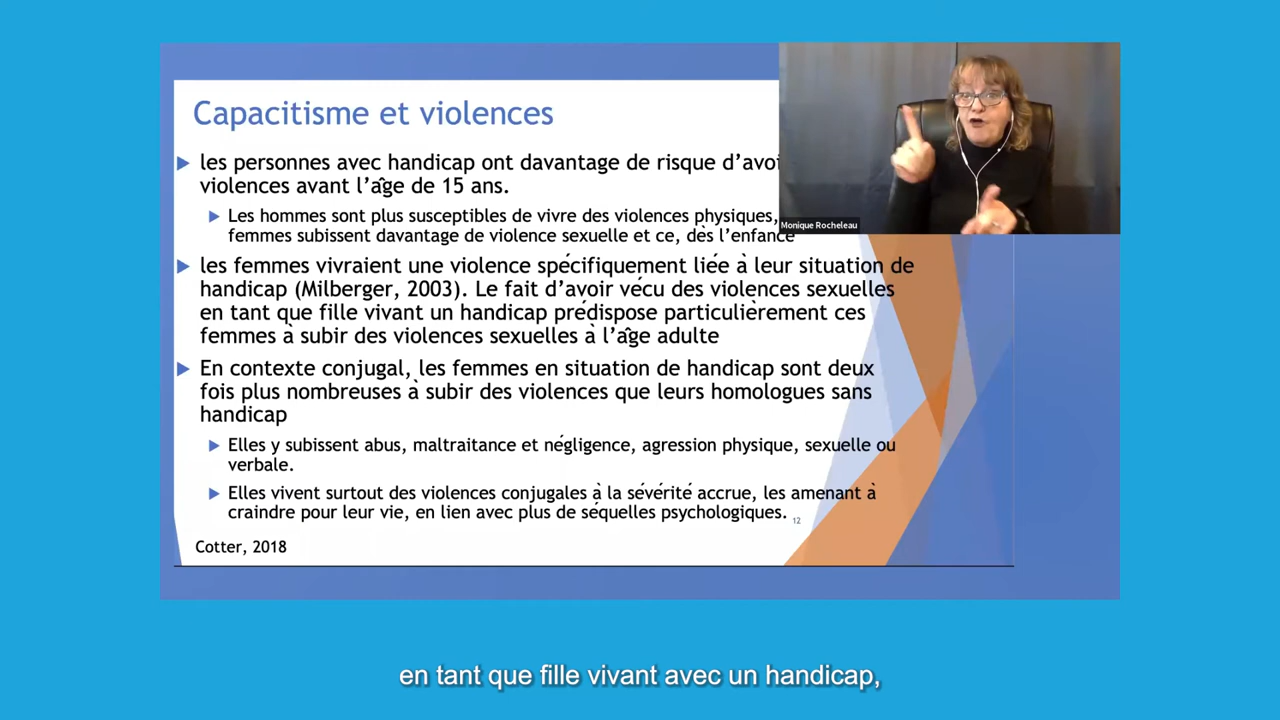 Capacitisme et violences
les personnes avec handicap ont davantage de risque d'avoi
violences avant l'âge de 15 ans.
Les hommes sont plus susceptibles de vivre des violences physiques,
femmes subissent davantage de violence sexuelle et ce, dès l'enfance
Monique Rocheleau
les femmes vivraient une violence spécifiquement liée à leur situation de
handicap (Milberger, 2003). Le fait d'avoir vécu des violences sexuelles
en tant que fille vivant un handicap prédispose particulièrement ces
femmes à subir des violences sexuelles à l'âge adulte
En contexte conjugal, les femmes en situation de handicap sont deux
fois plus nombreuses à subir des violences que leurs homologues sans
handicap
Elles y subissent abus, maltraitance et négligence, agression physique, sexuelle ou
verbale.
Elles vivent surtout des violences conjugales à la sévérité accrue, les amenant à
craindre pour leur vie, en lien avec plus de séquelles psychologiques.
12
Cotter, 2018
en tant que fille vivant avec un handicap,